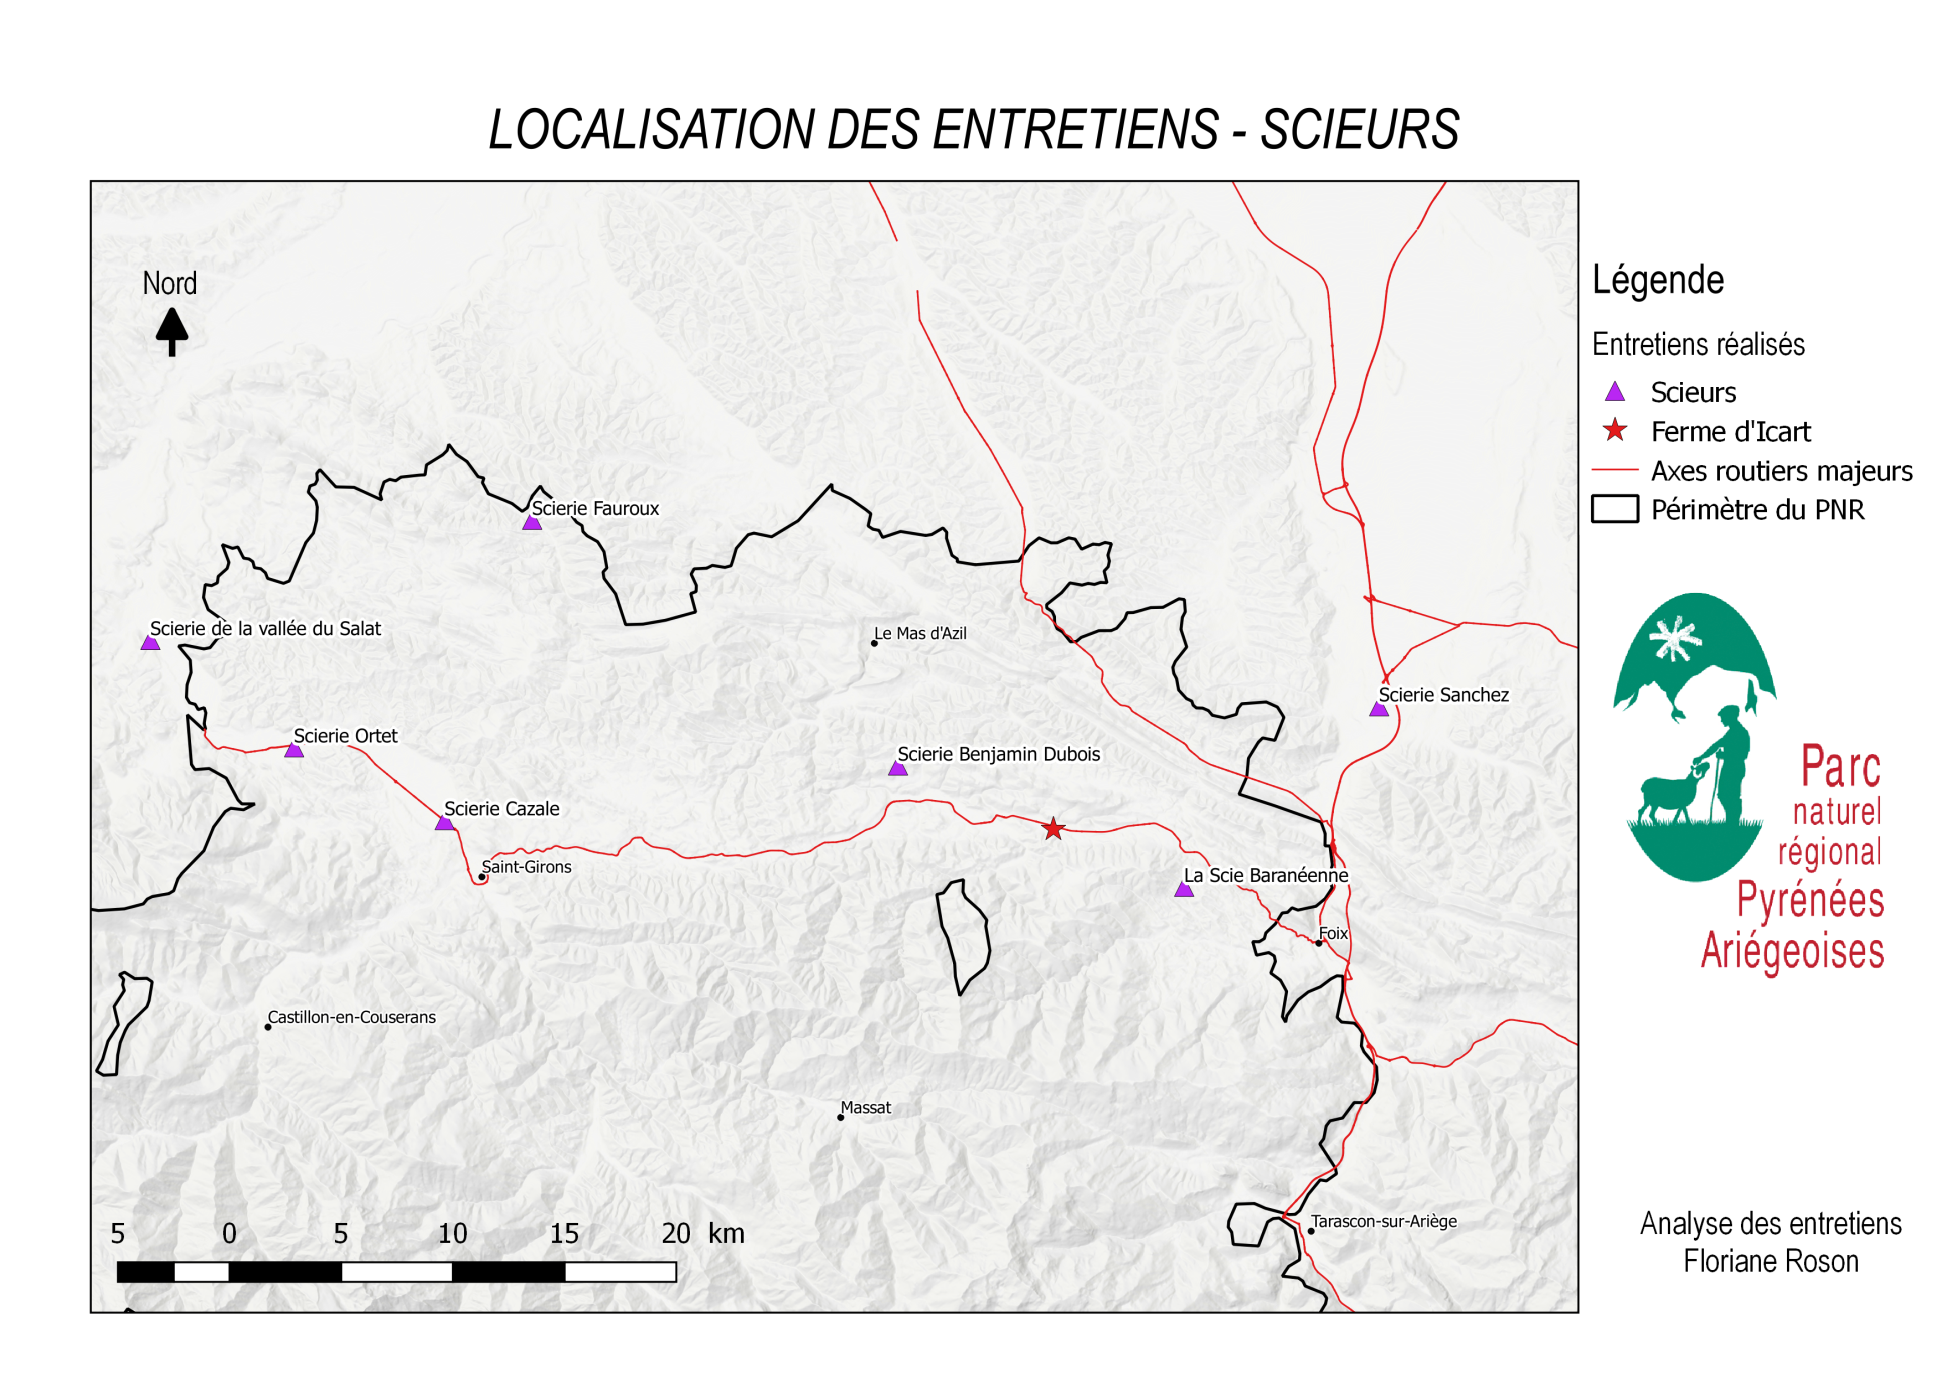 LOCALISATION DES ENTRETIENS - SCIEURS
Nord
Scierie Fauroux
Scierie de la vallée du Salat
Le Mas d'Azil
Scierie Sanchez
Scierie Ortet
Scierie Benjamin Dubois
Scierie Cazale
Saint-Girons
La Scie Baranéenne
Foix
Castillon-en-Couserans
Massat
Tarascon-sur-Ariège
5 0 5 10 15 20 km
Légende
Entretiens réalisés
Scieurs
Ferme d'Icart
Axes routiers majeurs
Périmètre du PNR
Parc
naturel
régional
Pyrénées
Ariégeoises
Analyse des entretiens
Floriane Roson